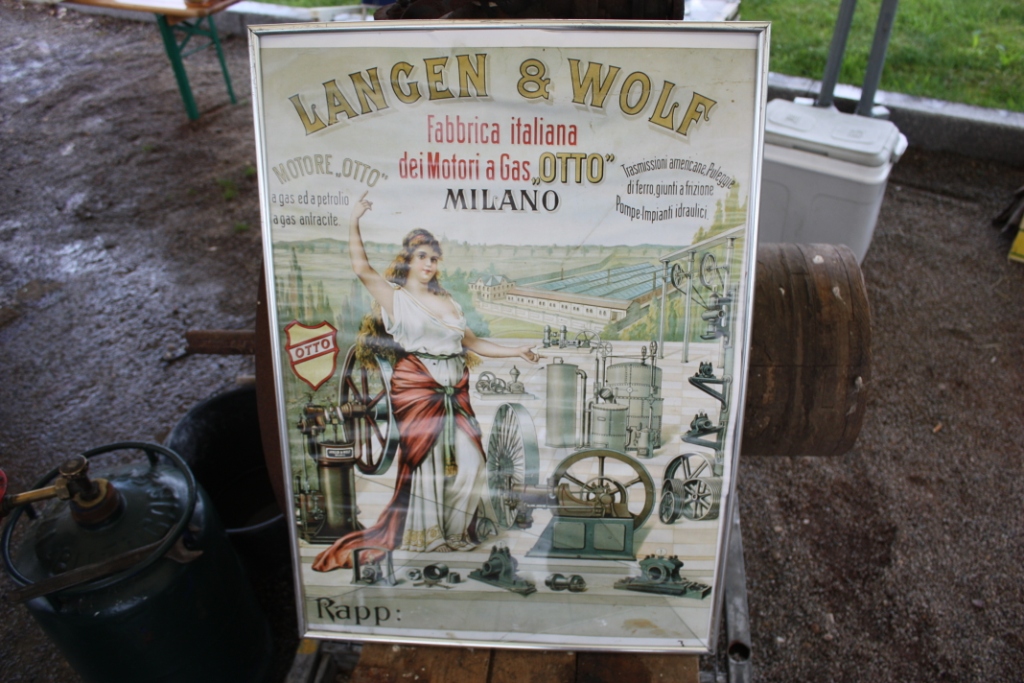 LANGEN & WOLF
Fabbrica italiana
dei Motori a Gas „OTTO”
MILANO
MOTORE „OTTO”
a gas ed a petrolio
a gas antracite
Trasmissioni americane, Pulegge
di ferro, giunti a frizione
Pompe-Impianti idraulici
OTTO
Rapp: